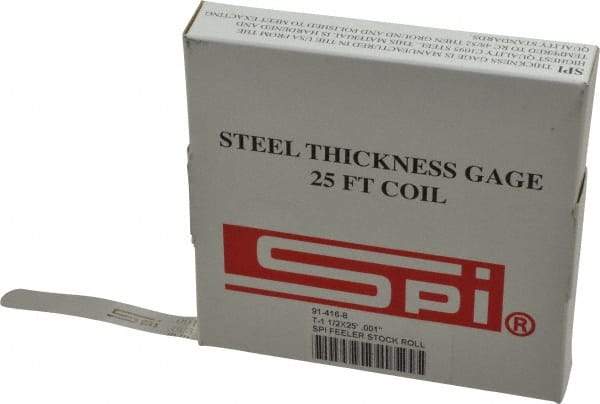 SPI THICKNESS GAGE IS MANUFACTURED IN THE USA FROM THE
HIGHEST QUALITY C1095 STEEL. THIS MATERIAL IS HARDENED AND
TEMPERED TO RC 48/52 THEN GROUND AND POLISHED TO MEET EXACTING
QUALITY STANDARDS.
STEEL THICKNESS GAGE
25 FT COIL
SPi®
91-416-8
T-1 1/2X25' .001"
SPI FEELER STOCK ROLL
SPi .001